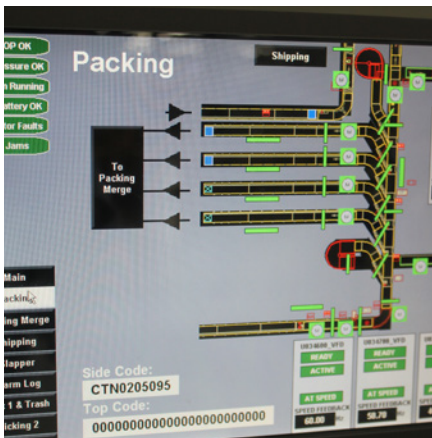 OP OK
ssure OK
Running
attery OK
tor Faults
Jams
Packing
Shipping
To
Packing
Merge
Main
ackin
ing Merge
hipping
apper
arm Log
1 & Trash
icking 2
Side Code:
CTN0205095
Top Code:
READY
ACTIVE
AT SPEED
SPEED FEEDBACK
60.00
READY
ACTIVE
AT SPEED
SPEED FEEDBACK
58.70